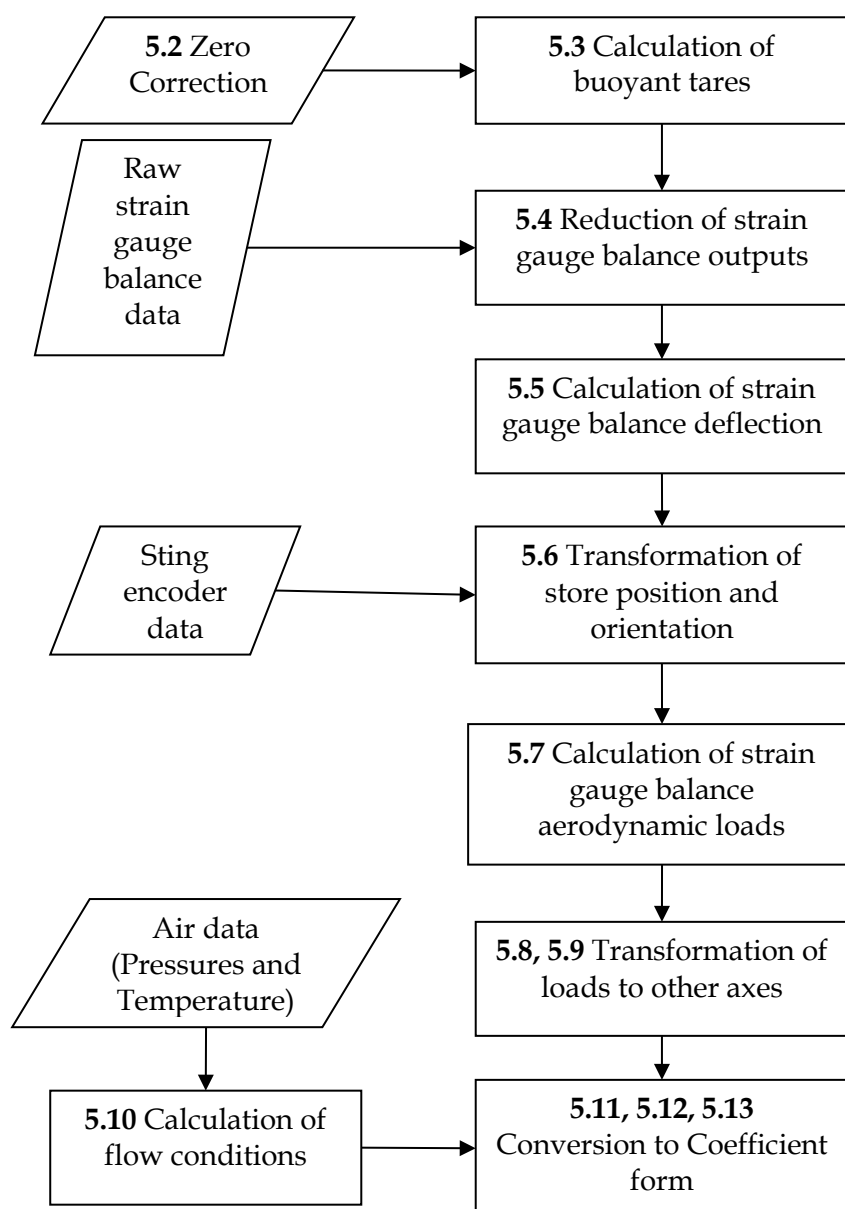 5.2 Zero
Correction
5.3 Calculation of
buoyant tares
Raw
strain
gauge
balance
data
5.4 Reduction of strain
gauge balance outputs
5.5 Calculation of strain
gauge balance deflection
Sting
encoder
data
5.6 Transformation of
store position and
orientation
5.7 Calculation of strain
gauge balance
aerodynamic loads
Air data
(Pressures and
Temperature)
5.8, 5.9 Transformation of
loads to other axes
5.10 Calculation of
flow conditions
5.11, 5.12, 5.13
Conversion to Coefficient
form